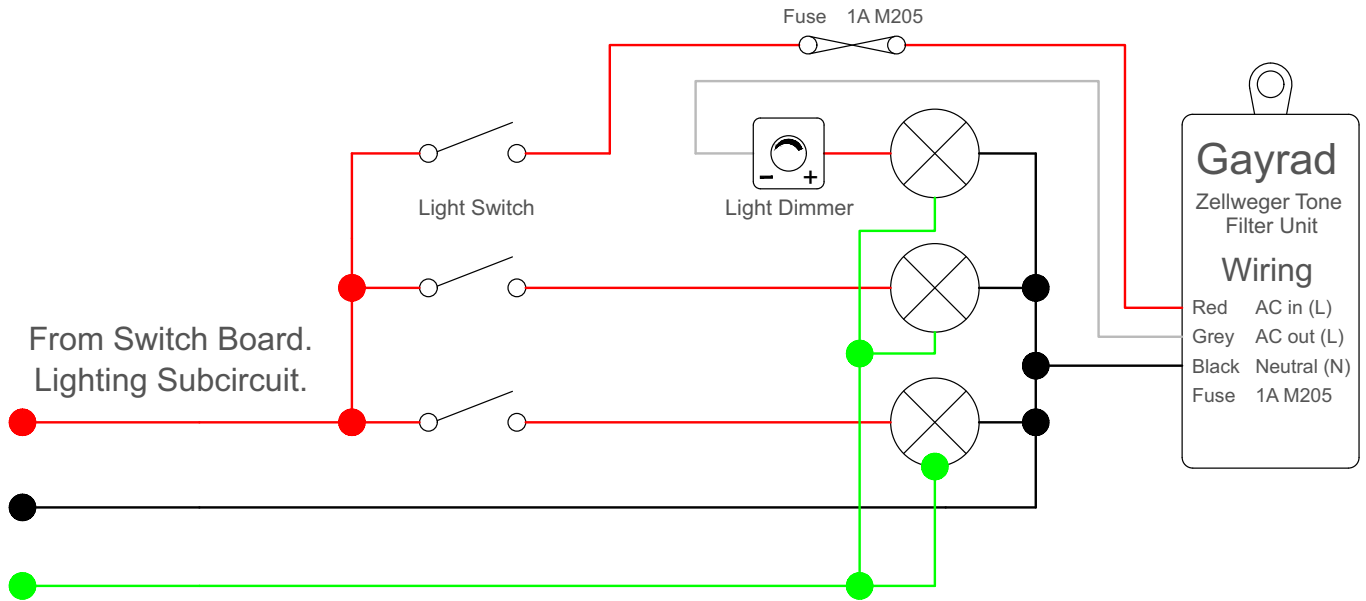 Fuse 1A M205
Light Switch
Light Dimmer
− +
From Switch Board.
Lighting Subcircuit.
Gayrad
Zellweger Tone
Filter Unit
Wiring
Red AC in (L)
Grey AC out (L)
Black Neutral (N)
Fuse 1A M205